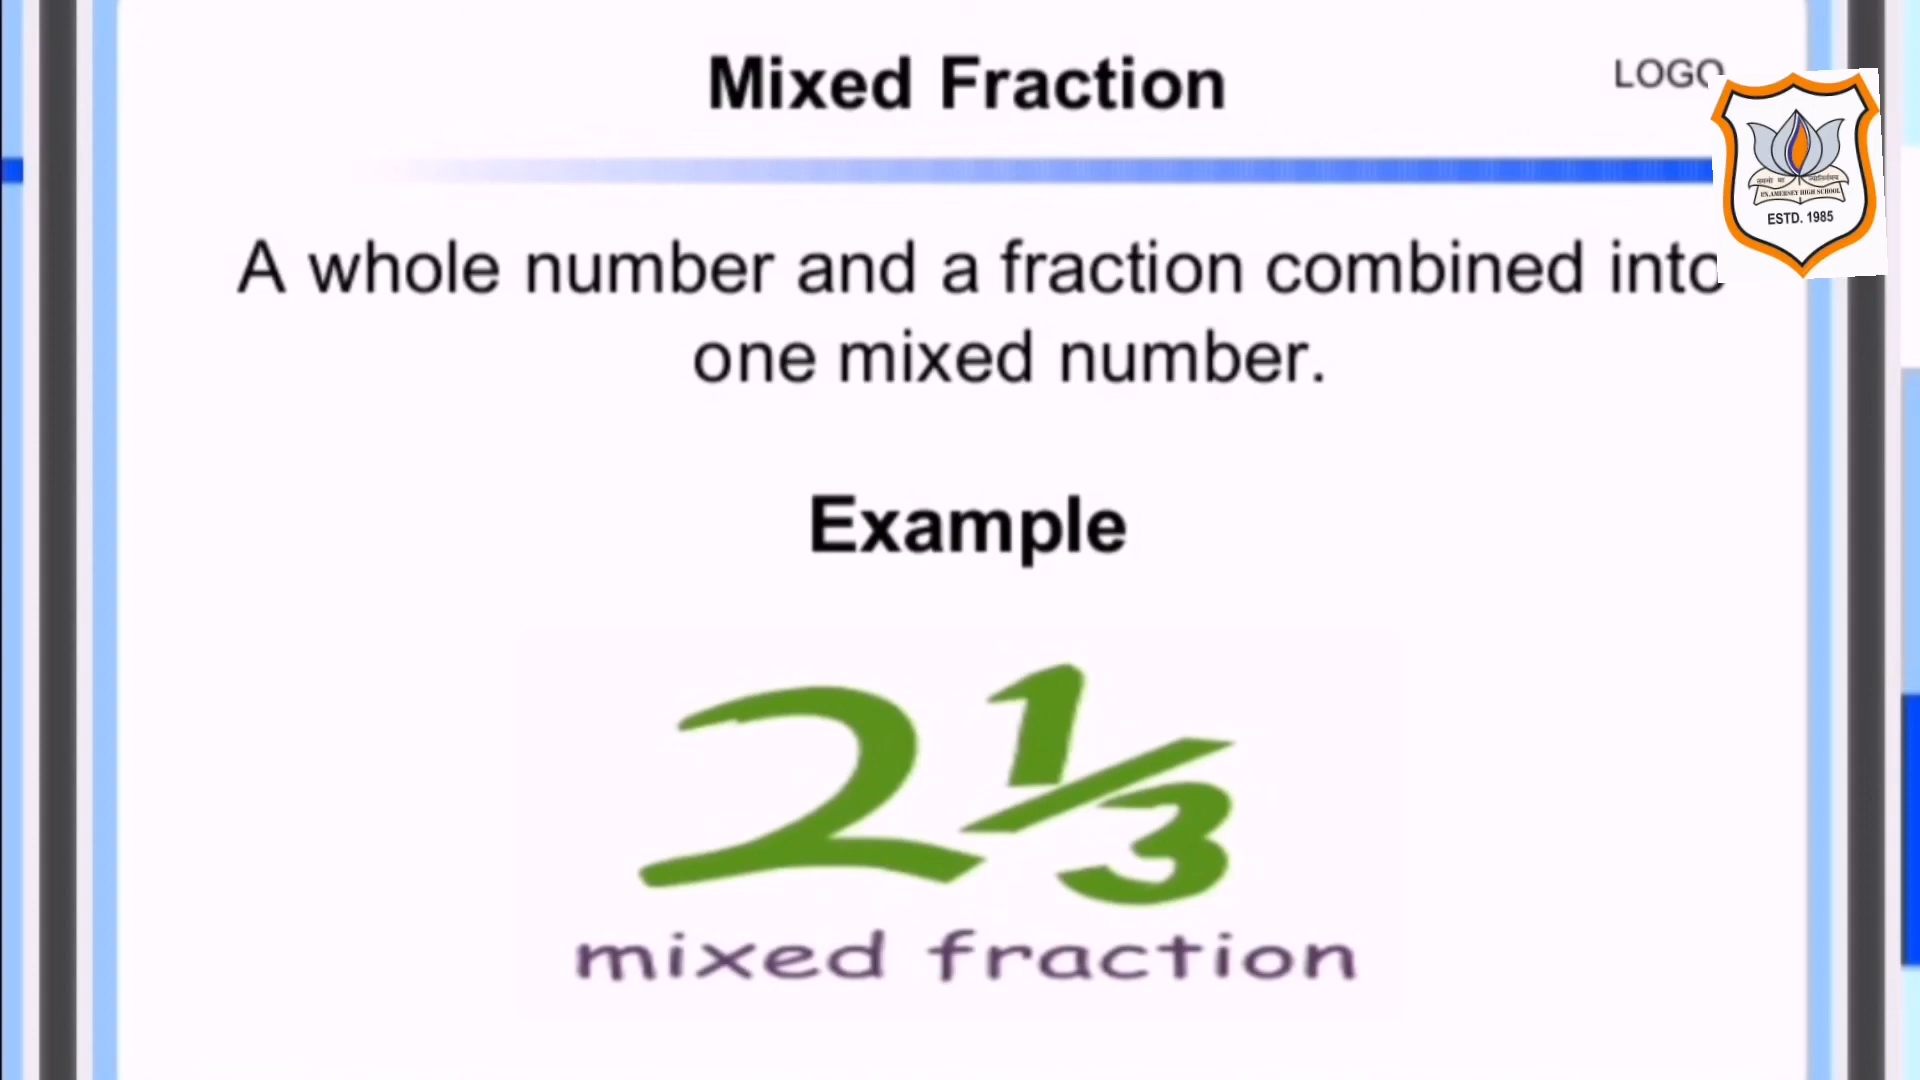 Mixed Fraction
LOGO
ESTD. 1985
A whole number and a fraction combined into
one mixed number.
Example
2 1/3
mixed fraction